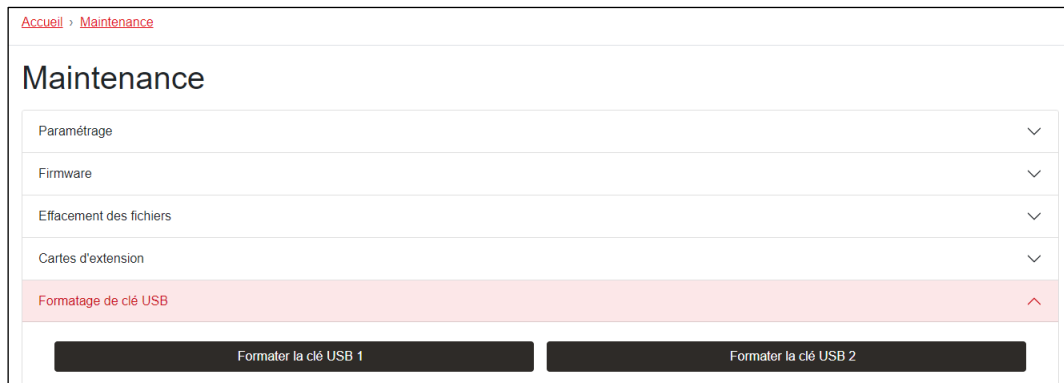 Accueil › Maintenance
Maintenance
Paramétrage
Firmware
Effacement des fichiers
Cartes d'extension
Formatage de clé USB
Formater la clé USB 1 Formater la clé USB 2